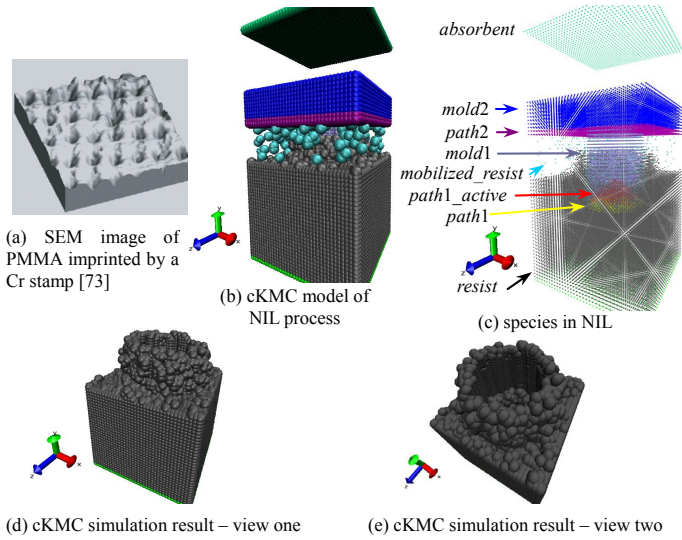 absorbent
mold2
path2
mold1
mobilized_resist
path1_active
path1
resist
y
x
z
(a) SEM image of
PMMA imprinted by a
Cr stamp [73]
y
x
z
(b) cKMC model of
NIL process
y
x
z
(c) species in NIL
y
x
z
(d) cKMC simulation result – view one
y
x
z
(e) cKMC simulation result – view two